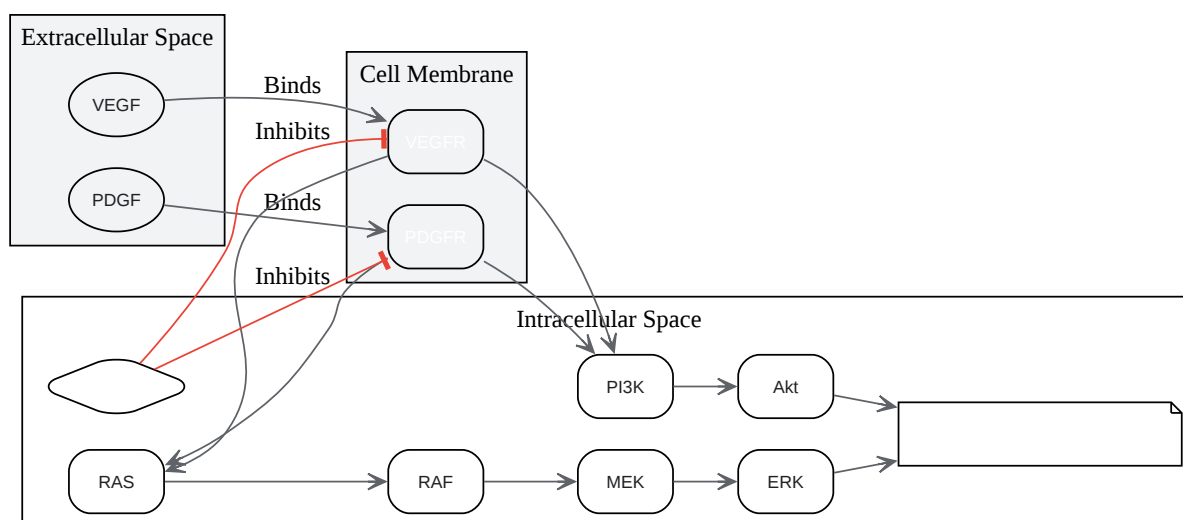 Extracellular Space
VEGF
PDGF
Binds
Inhibits
Binds
Inhibits
Cell Membrane
VEGFR
PDGFR
Intracellular Space
PI3K
Akt
RAS
RAF
MEK
ERK